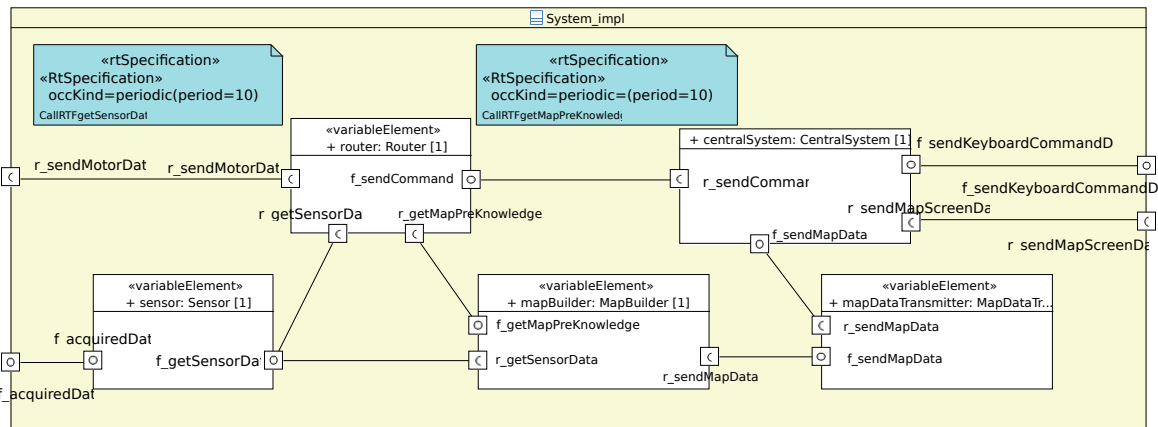 System_impl
«rtSpecification»
«RtSpecification»
occKind=periodic(period=10)
CallRTFgetSensorDat
«rtSpecification»
«RtSpecification»
occKind=periodic=(period=10)
CallRTFgetMapPreKnowled
«variableElement»
+ router: Router [1]
+ centralSystem: CentralSystem [1]
f_sendKeyboardCommandD
r_sendMotorDat
r_sendMotorDat
f_sendCommand
r_sendCommar
f_sendKeyboardCommandD
r_getSensorDa
r_getMapPreKnowledge
r_sendMapScreenDa
f_sendMapData
r_sendMapScreenDa
«variableElement»
+ sensor: Sensor [1]
«variableElement»
+ mapBuilder: MapBuilder [1]
«variableElement»
+ mapDataTransmitter: MapDataTr...
f_acquiredDat
f_getSensorDat
f_getMapPreKnowledge
r_getSensorData
r_sendMapData
r_sendMapData
f_sendMapData
f_acquiredDat